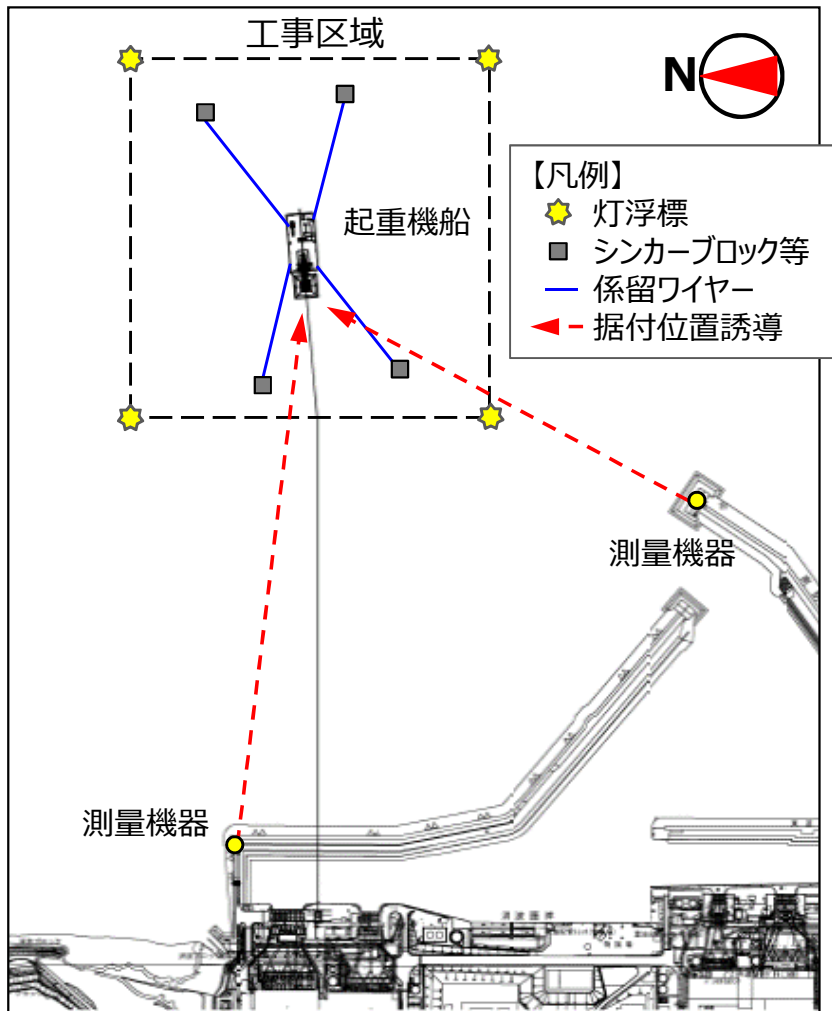 工事区域
N
【凡例】
灯浮標
シンカーブロック等
係留ワイヤー
据付位置誘導
起重機船
測量機器
測量機器